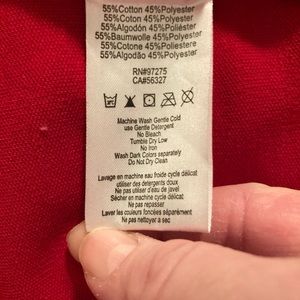 55%Cotton 45%Polyester
55%Coton 45%Polyester
55%Algodón 45%Poliéster
55%Baumwolle 45%Polyester
55%Cotone 45%Poliestere
55%Algodão 45%Poliéster
RN#97275
CA#56327
Machine Wash Gentle Cold
use Gentle Detergent
No Bleach
Tumble Dry Low
No Iron
Wash Dark Colors separately
Do Not Dry Clean
Lavage en machine eau froide cycle délicat
utiliser des détergents doux
eau de javel
Sécher en machine cycle délicat
Ne pas repasser
Laver les couleurs foncées séparément
Ne pas nettoyer à sec